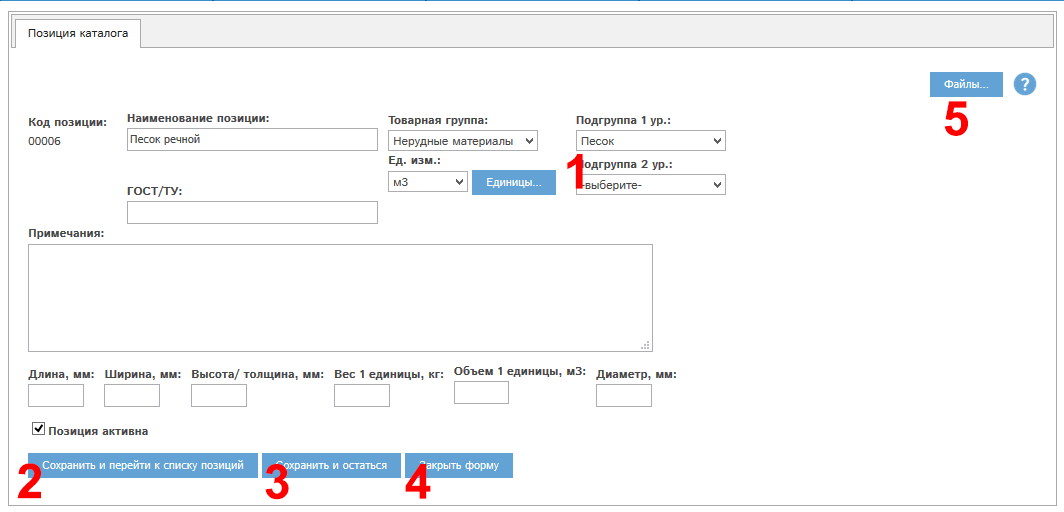 Позиция каталога
Файлы... ?
5
Код позиции: Наименование позиции: Товарная группа: Подгруппа 1 ур.:
00006 Песок речной Нерудные материалы Песок
Ед. изм.: 1 Подгруппа 2 ур.:
м3 Единицы... -выберите-
ГОСТ/ТУ:
Примечания:
Длина, мм: Ширина, мм: Высота/ толщина, мм: Вес 1 единицы, кг: Объем 1 единицы, м3: Диаметр, мм:
Позиция активна
Сохранить и перейти к списку позиций Сохранить и остаться Закрыть форму
2 3 4